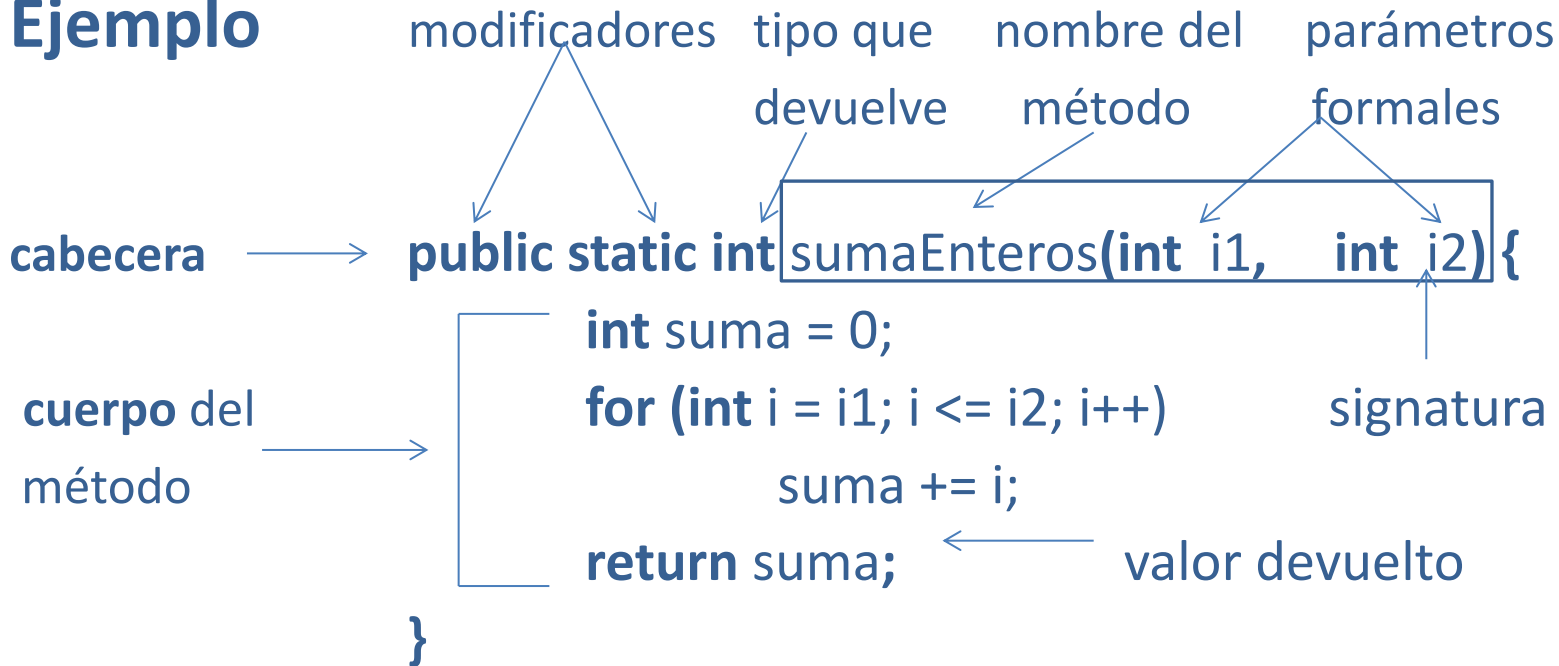 Ejemplo modificadores tipo que nombre del parámetros
devuelve método formales
cabecera public static int sumaEnteros(int i1, int i2) {
int suma = 0;
cuerpo del for (int i = i1; i <= i2; i++) signatura
método suma += i;
return suma; valor devuelto
}